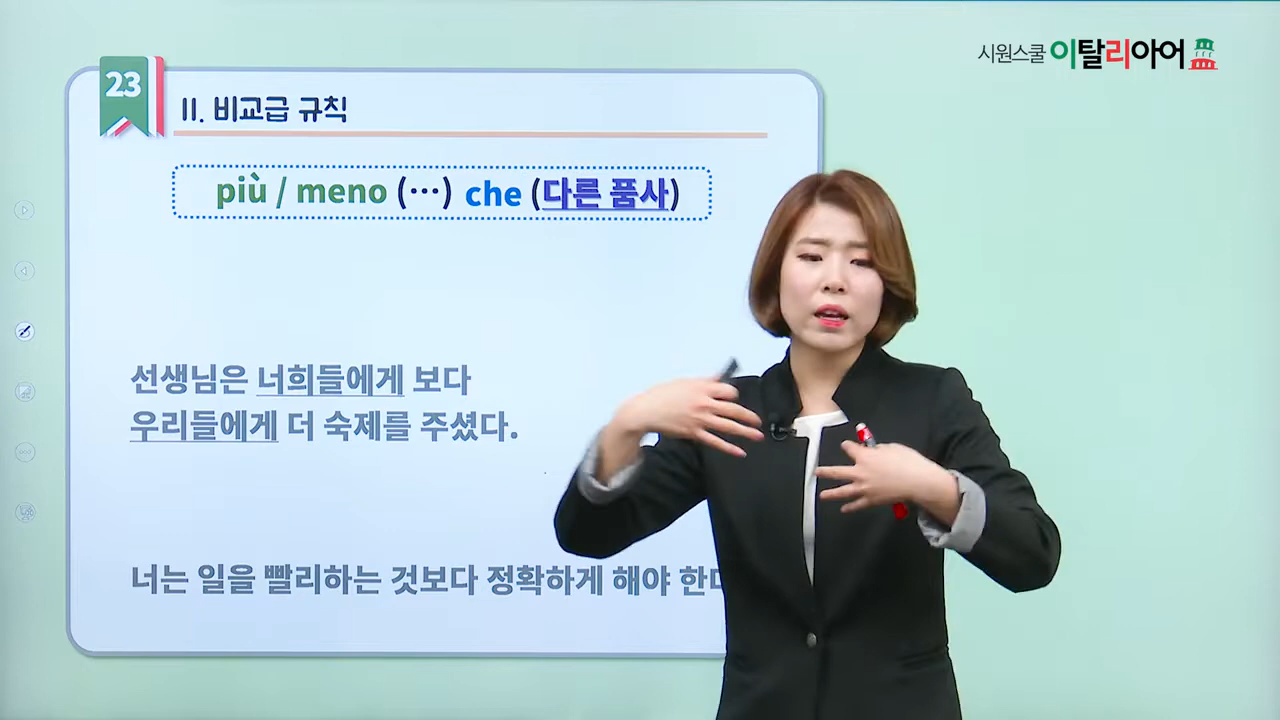 시원스쿨 이탈리아어
23
II. 비교급 규칙
più / meno (···) che (다른 품사)
선생님은 너희들에게 보다
우리들에게 더 숙제를 주셨다.
너는 일을 빨리하는 것보다 정확하게 해야 한